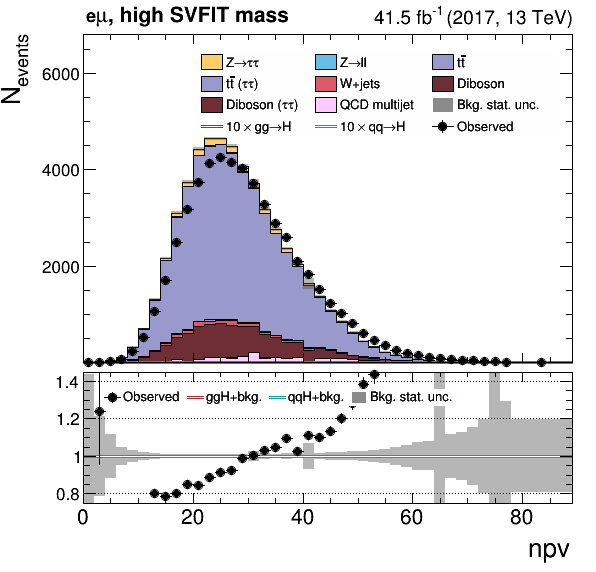 eμ, high SVFIT mass 41.5 fb⁻¹ (2017, 13 TeV)
N_events
6000
4000
2000
Z→ττ Z→ll tt̄
tt̄ (ττ) W+jets Diboson
Diboson (ττ) QCD multijet Bkg. stat. unc.
10 × gg→H 10 × qq→H Observed
1.4
1.2
1
0.8
Observed ggH+bkg. qqH+bkg. Bkg. stat. unc.
0 20 40 60 80
npv